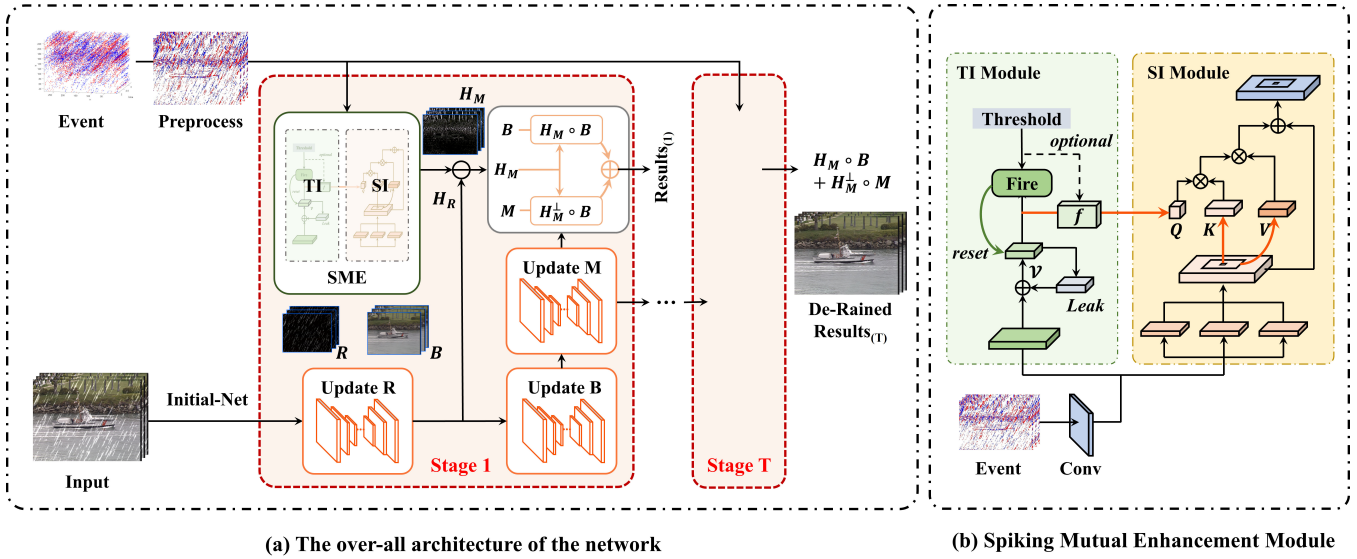 Event
Preprocess
H_M
TI
SI
SME
H_R
B
H_M ∘ B
H_M
M
H_M^⊥ ∘ B
Results(1)
H_M ∘ B
+ H_M^⊥ ∘ M
Update M
...
De-Rained
Results(T)
R
B
Update R
Update B
Initial-Net
Input
Stage 1
Stage T
(a) The over-all architecture of the network
TI Module
SI Module
Threshold
optional
Fire
f
Q
K
V
reset
𝒱
Leak
Event
Conv
(b) Spiking Mutual Enhancement Module